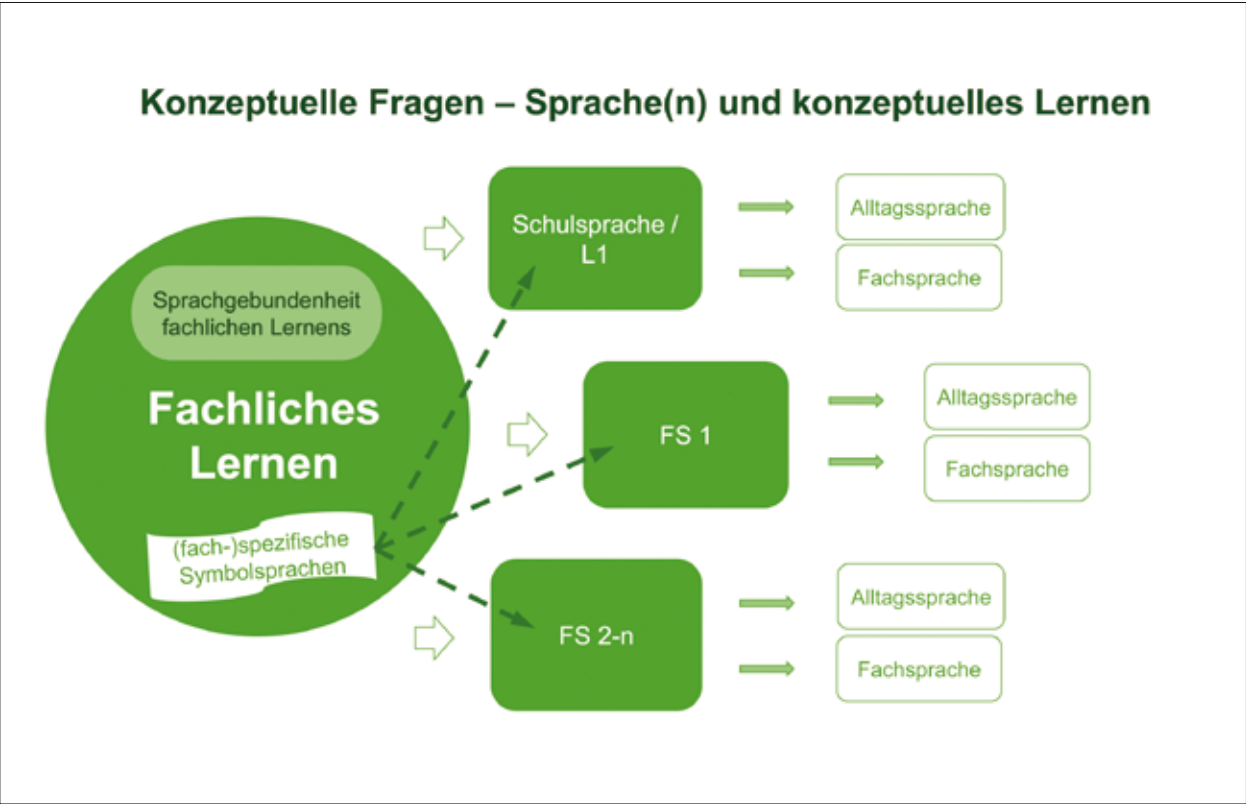 Konzeptuelle Fragen – Sprache(n) und konzeptuelles Lernen
Sprachgebundenheit
fachlichen Lernens
Fachliches
Lernen
(fach-)spezifische
Symbolsprachen
Schulsprache /
L1
Alltagssprache
Fachsprache
FS 1
Alltagssprache
Fachsprache
FS 2-n
Alltagssprache
Fachsprache